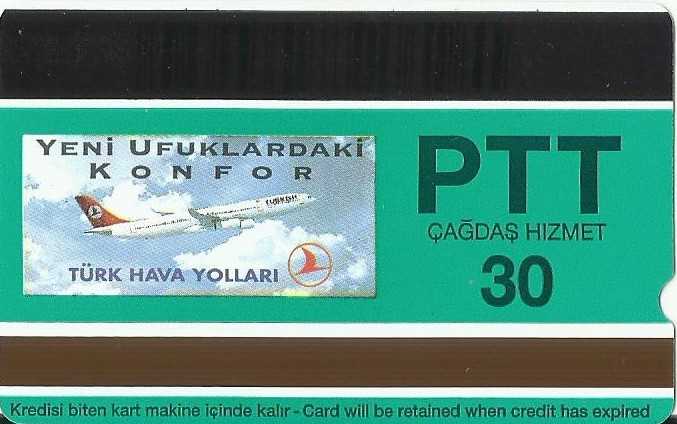 YENİ UFUKLARDAKİ
KONFOR
TURKISH
TÜRK HAVA YOLLARI
PTT
ÇAĞDAŞ HIZMET
30
Kredisi biten kart makine içinde kalır - Card will be retained when credit has expired